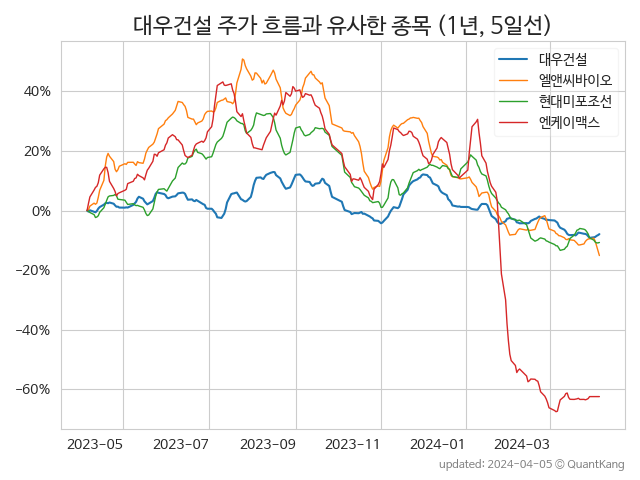 대우건설 주가 흐름과 유사한 종목 (1년, 5일선)
대우건설
엘앤씨바이오
현대미포조선
엔케이맥스
40%
20%
0%
−20%
−40%
−60%
2023-05 2023-07 2023-09 2023-11 2024-01 2024-03
updated: 2024-04-05 © QuantKang